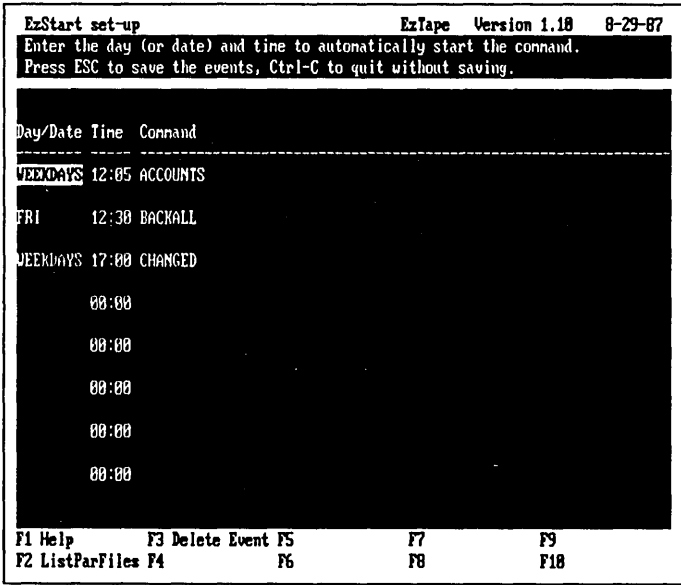 EzStart set-up EzTape Version 1.10 8-29-87
Enter the day (or date) and time to automatically start the command.
Press ESC to save the events, Ctrl-C to quit without saving.
Day/Date Time Command
WEEKDAYS 12:05 ACCOUNTS
FRI 12:30 BACKALL
WEEKDAYS 17:00 CHANGED
00:00
00:00
00:00
00:00
00:00
F1 Help F3 Delete Event F5 F7 F9
F2 ListParFiles F4 F6 F8 F10